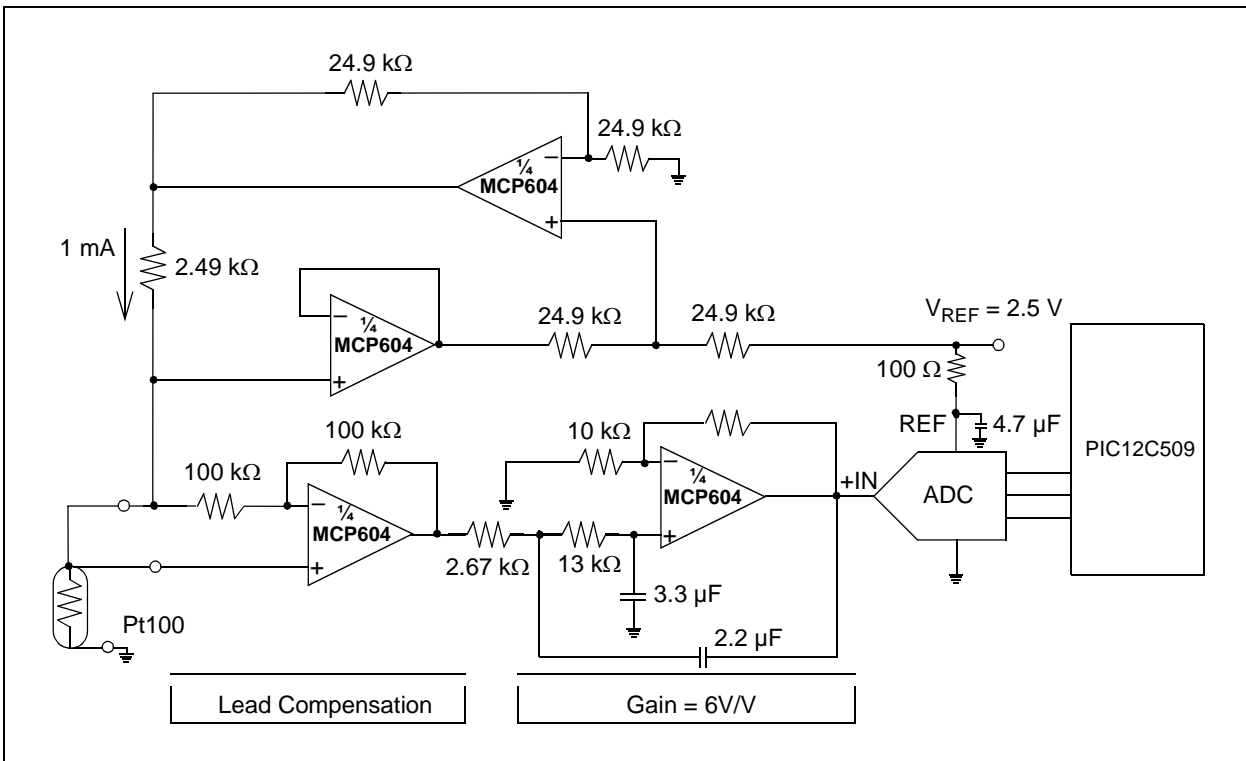 24.9 kΩ
24.9 kΩ
–
¼
MCP604
+
1 mA
2.49 kΩ
–
¼
MCP604
+
24.9 kΩ
24.9 kΩ
VREF = 2.5 V
100 Ω
REF
4.7 µF
PIC12C509
100 kΩ
100 kΩ
–
¼
MCP604
+
10 kΩ
–
¼
MCP604
+
+IN
ADC
2.67 kΩ
13 kΩ
3.3 µF
2.2 µF
Pt100
Lead Compensation
Gain = 6V/V